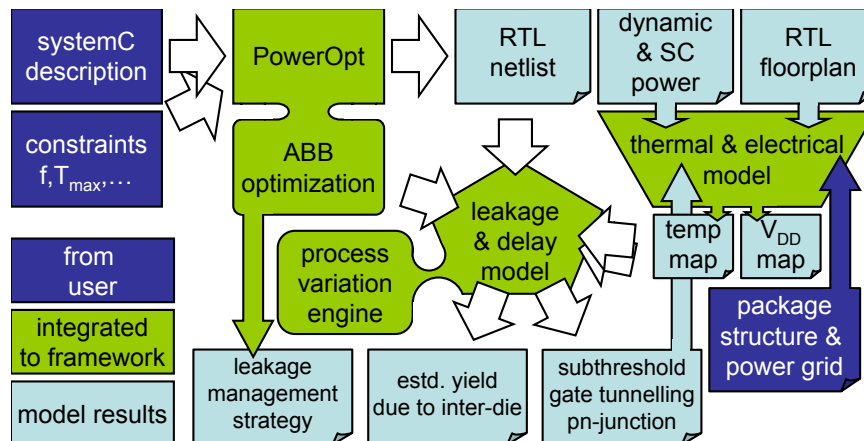 systemC
description
PowerOpt
RTL
netlist
dynamic
& SC
power
RTL
floorplan
constraints
f,Tmax,…
ABB
optimization
thermal & electrical
model
leakage
& delay
model
process
variation
engine
temp
map
VDD
map
from
user
integrated
to framework
model results
package
structure &
power grid
leakage
management
strategy
estd. yield
due to inter-die
subthreshold
gate tunnelling
pn-junction